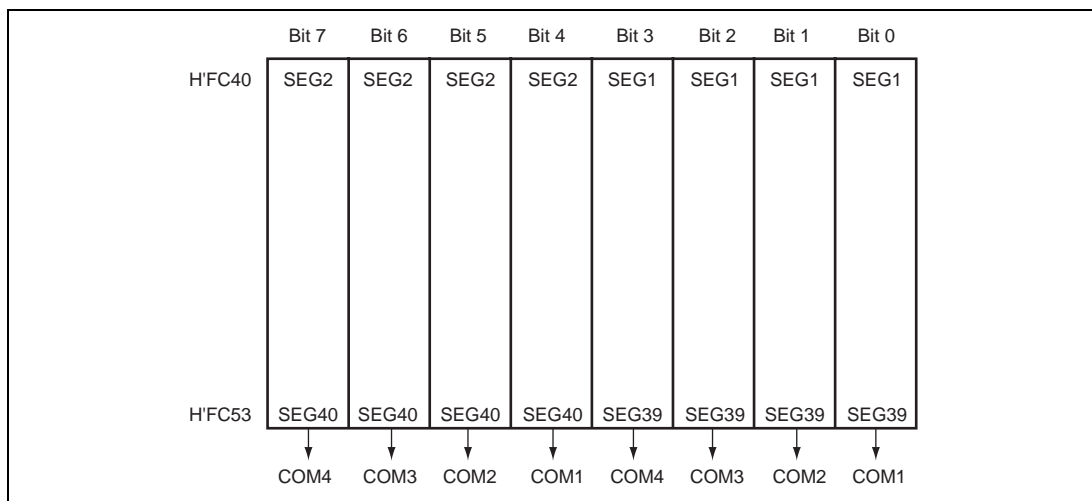 Bit 7 Bit 6 Bit 5 Bit 4 Bit 3 Bit 2 Bit 1 Bit 0
H'FC40 SEG2 SEG2 SEG2 SEG2 SEG1 SEG1 SEG1 SEG1
H'FC53 SEG40 SEG40 SEG40 SEG40 SEG39 SEG39 SEG39 SEG39
COM4 COM3 COM2 COM1 COM4 COM3 COM2 COM1